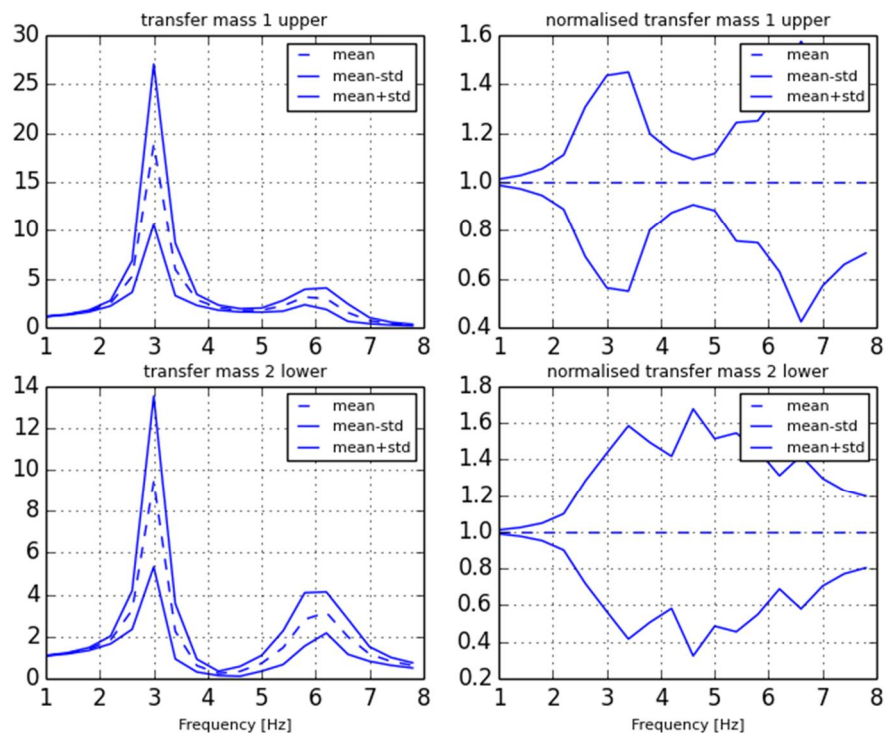 transfer mass 1 upper
30
25
20
15
10
5
0
1 2 3 4 5 6 7 8
mean
mean-std
mean+std
normalised transfer mass 1 upper
1.6
1.4
1.2
1.0
0.8
0.6
0.4
1 2 3 4 5 6 7 8
mean
mean-std
mean+std
transfer mass 2 lower
14
12
10
8
6
4
2
0
1 2 3 4 5 6 7 8
Frequency [Hz]
mean
mean-std
mean+std
normalised transfer mass 2 lower
1.8
1.6
1.4
1.2
1.0
0.8
0.6
0.4
0.2
1 2 3 4 5 6 7 8
Frequency [Hz]
mean
mean-std
mean+std